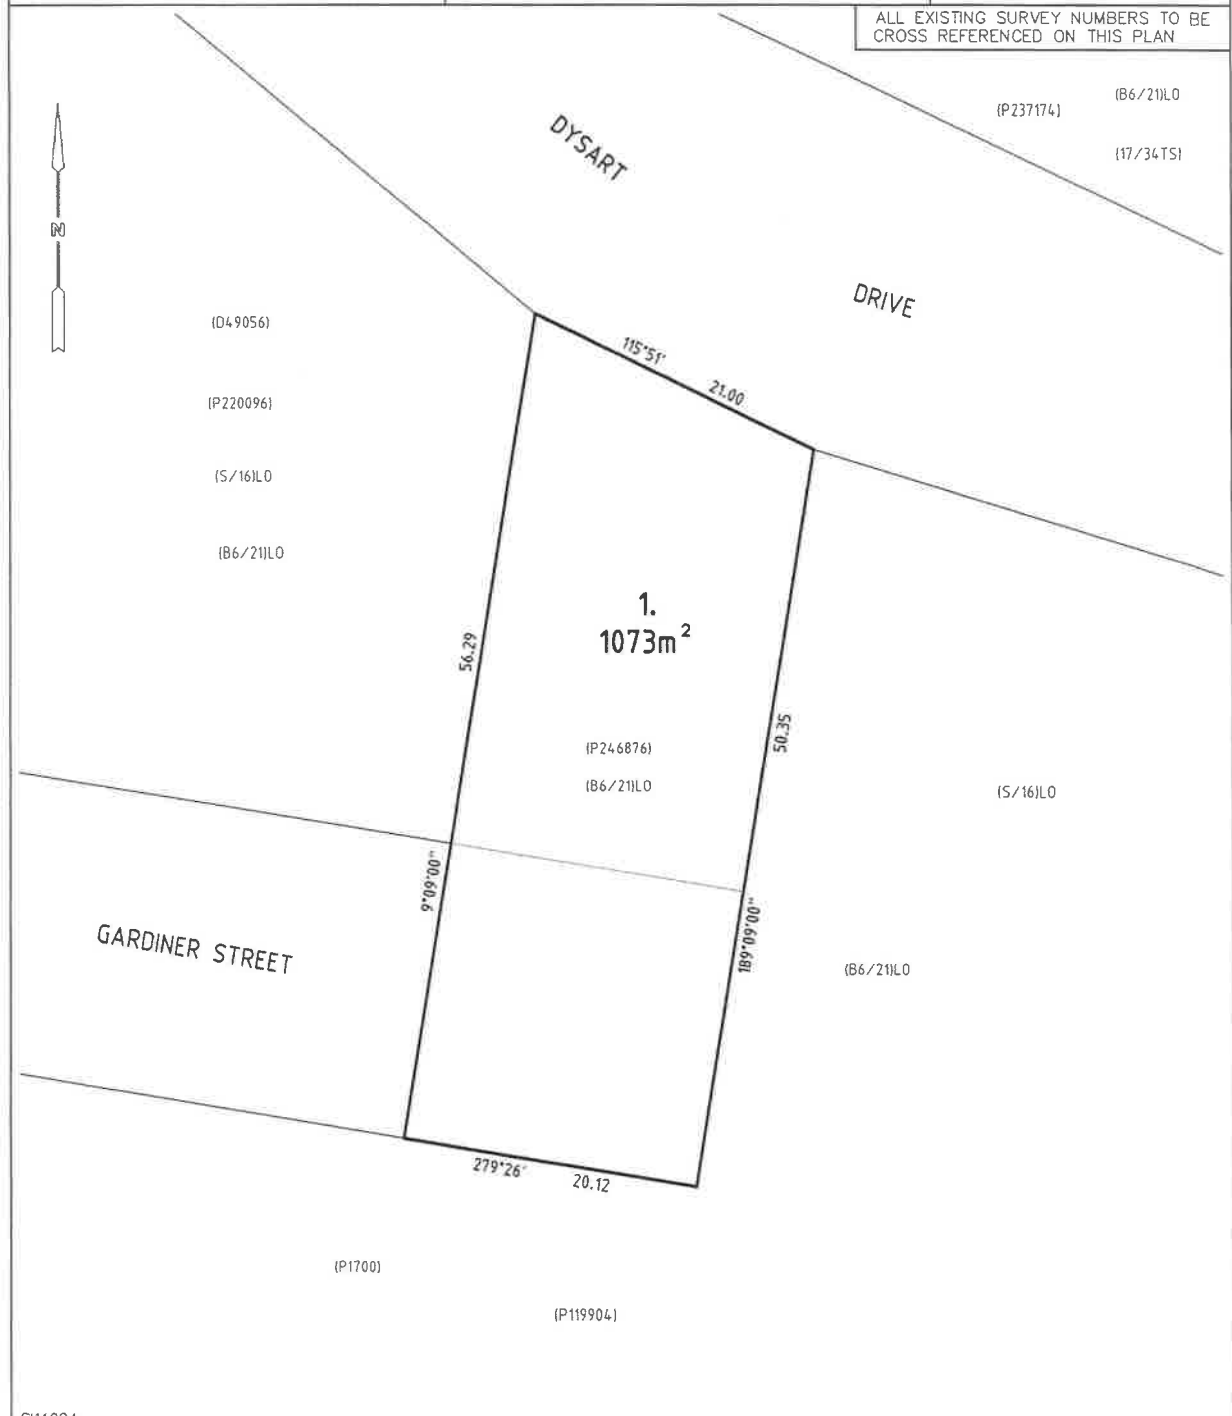 ALL EXISTING SURVEY NUMBERS TO BE
CROSS REFERENCED ON THIS PLAN
(P237174)
(B6/21)LO
(17/34TS)
DYSART
DRIVE
N
(D49056)
(P220096)
(S/16)LO
(B6/21)LO
115°51'
21.00
1.
1073m²
56.29
50.35
(P246876)
(B6/21)LO
(S/16)LO
9°09'00"
189°09'00"
GARDINER STREET
(B6/21)LO
279°26'
20.12
(P1700)
(P119904)